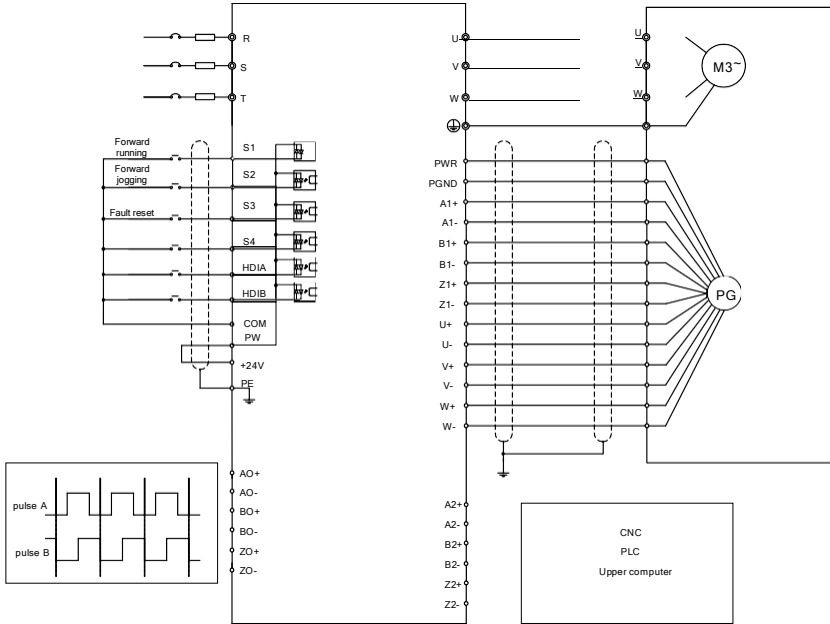 R
S
T
U
V
W
U
V
W
M3~
Forward
running
S1
Forward
jogging
S2
Fault reset
S3
S4
HDIA
HDIB
COM
PW
+24V
PE
PWR
PGND
A1+
A1-
B1+
B1-
Z1+
Z1-
U+
U-
V+
V-
W+
W-
PG
pulse A
pulse B
AO+
AO-
BO+
BO-
ZO+
ZO-
A2+
A2-
B2+
B2-
Z2+
Z2-
CNC
PLC
Upper computer